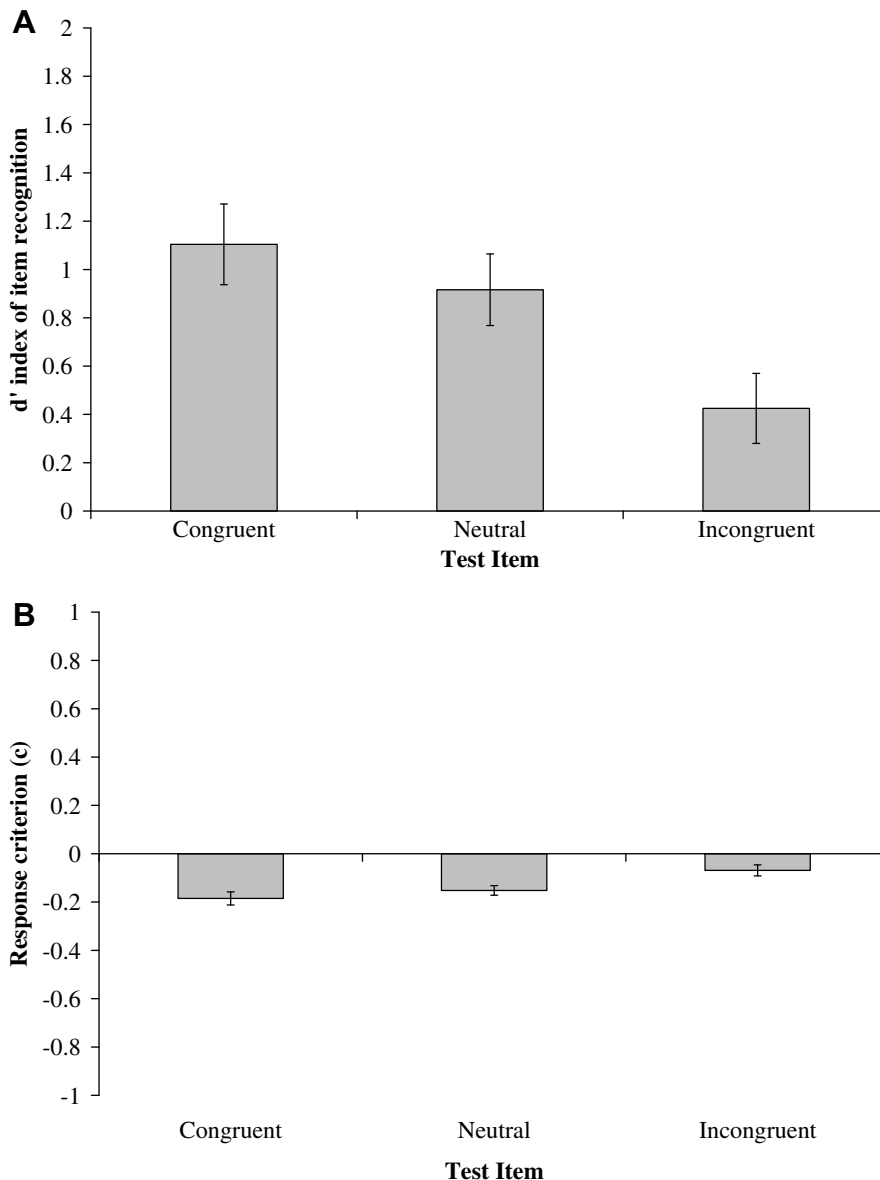 A
2
1.8
1.6
1.4
1.2
1
0.8
0.6
0.4
0.2
0
d' index of item recognition
Congruent Neutral Incongruent
Test Item
B
1
0.8
0.6
0.4
0.2
0
-0.2
-0.4
-0.6
-0.8
-1
Response criterion (c)
Congruent Neutral Incongruent
Test Item